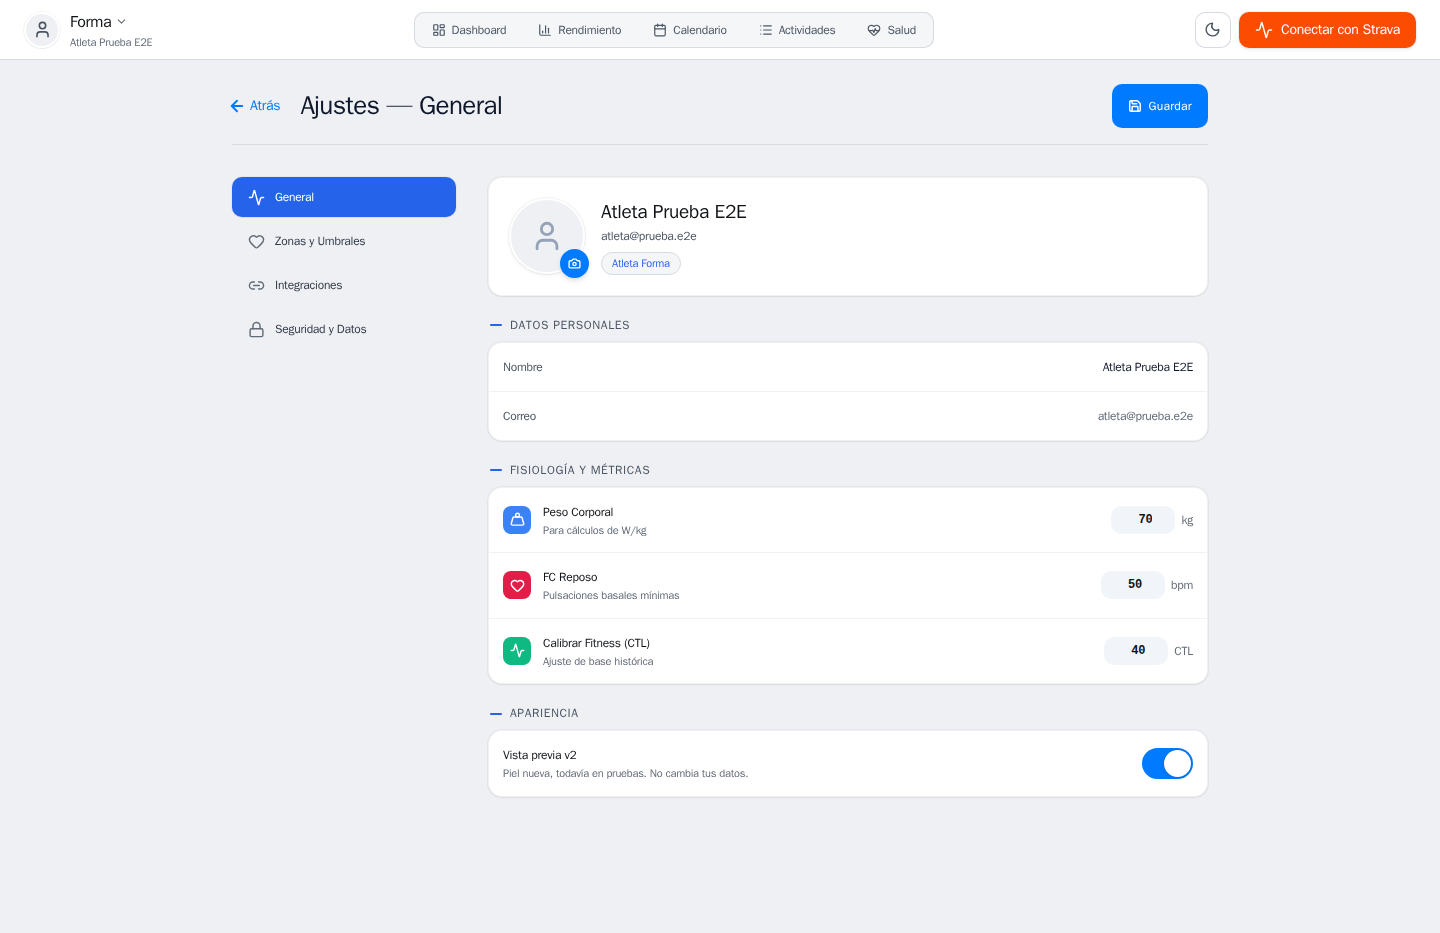 Forma
Atleta Prueba E2E
Dashboard
Rendimiento
Calendario
Actividades
Salud
Conectar con Strava
Atrás
Ajustes — General
Guardar
General
Zonas y Umbrales
Integraciones
Seguridad y Datos
Atleta Prueba E2E
atleta@prueba.e2e
Atleta Forma
DATOS PERSONALES
Nombre
Atleta Prueba E2E
Correo
atleta@prueba.e2e
FISIOLOGÍA Y MÉTRICAS
Peso Corporal
Para cálculos de W/kg
70 kg
FC Reposo
Pulsaciones basales mínimas
50 bpm
Calibrar Fitness (CTL)
Ajuste de base histórica
40 CTL
APARIENCIA
Vista previa v2
Piel nueva, todavía en pruebas. No cambia tus datos.